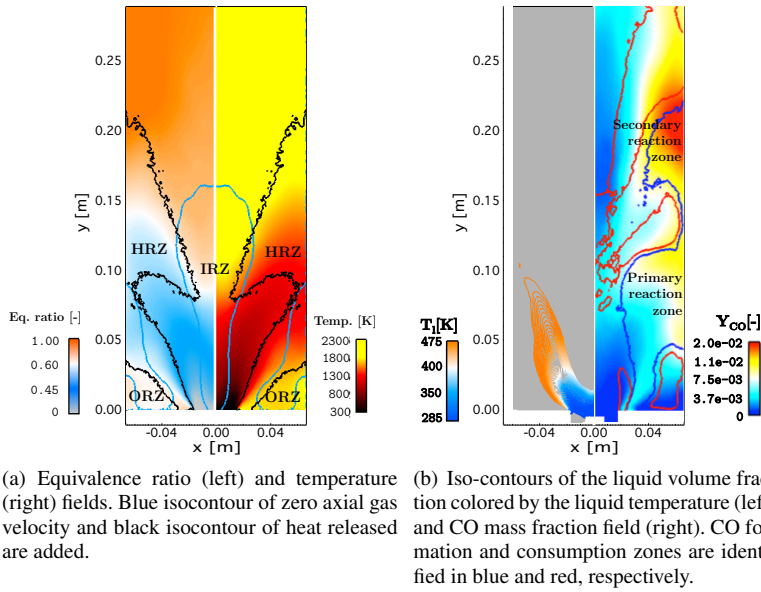 0.25
0.20
0.15
0.10
0.05
0.00
y [m]
HRZ
IRZ
HRZ
ORZ
ORZ
-0.04 0.00 0.04
x [m]
Eq. ratio [-]
1.00
0.60
0.45
0
Temp. [K]
2300
1800
1300
800
300
0.25
0.20
0.15
0.10
0.05
0.00
y [m]
Secondary
reaction
zone
Primary
reaction
zone
-0.04 0.00 0.04
x [m]
T_l[K]
475
400
350
285
Y_CO[-]
2.0e-02
1.1e-02
7.5e-03
3.7e-03
0
(a) Equivalence ratio (left) and temperature
(right) fields. Blue isocontour of zero axial gas
velocity and black isocontour of heat released
are added.
(b) Iso-contours of the liquid volume frac
tion colored by the liquid temperature (lef
and CO mass fraction field (right). CO fo
mation and consumption zones are ident
fied in blue and red, respectively.